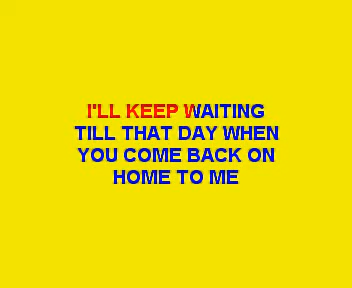 I'LL KEEP WAITING
TILL THAT DAY WHEN
YOU COME BACK ON
HOME TO ME